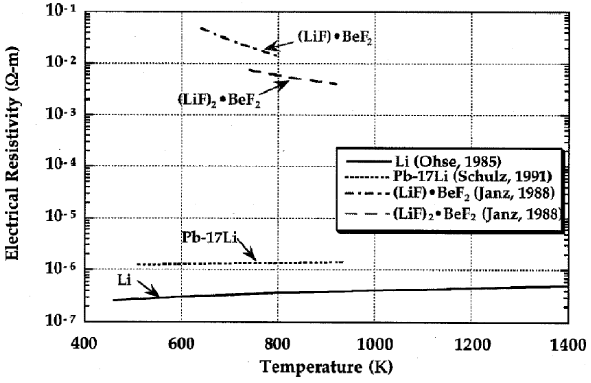 Electrical Resistivity (Ω-m)
10⁻¹
10⁻²
10⁻³
10⁻⁴
10⁻⁵
10⁻⁶
10⁻⁷
(LiF)•BeF₂
(LiF)₂•BeF₂
Li (Ohse, 1985)
Pb-17Li (Schulz, 1991)
(LiF)•BeF₂ (Janz, 1988)
(LiF)₂•BeF₂ (Janz, 1988)
Pb-17Li
Li
400 600 800 1000 1200 1400
Temperature (K)